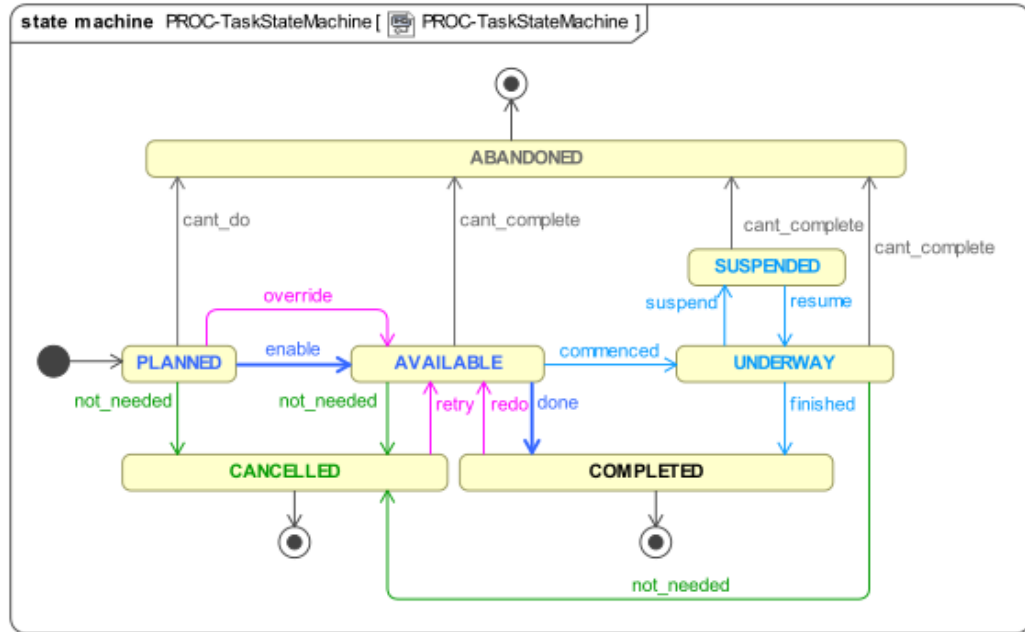 state machine PROC-TaskStateMachine [ PROC-TaskStateMachine ]
ABANDONED
cant_do
cant_complete
cant_complete
cant_complete
SUSPENDED
override
suspend
resume
enable
commenced
PLANNED
AVAILABLE
UNDERWAY
not_needed
not_needed
retry
redo
done
finished
CANCELLED
COMPLETED
not_needed